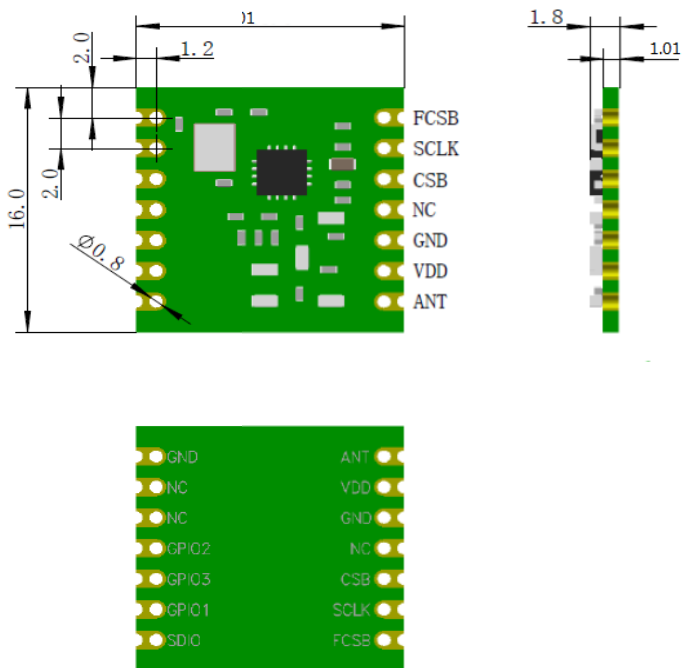 1.8
2.0
1.2
1.01
FCSB
SCLK
2.0
CSB
16.0
NC
GND
Ø0.8
VDD
ANT
GND ANT
NC VDD
NC GND
GPIO2 NC
GPIO3 CSB
GPIO1 SCLK
SDIO FCSB